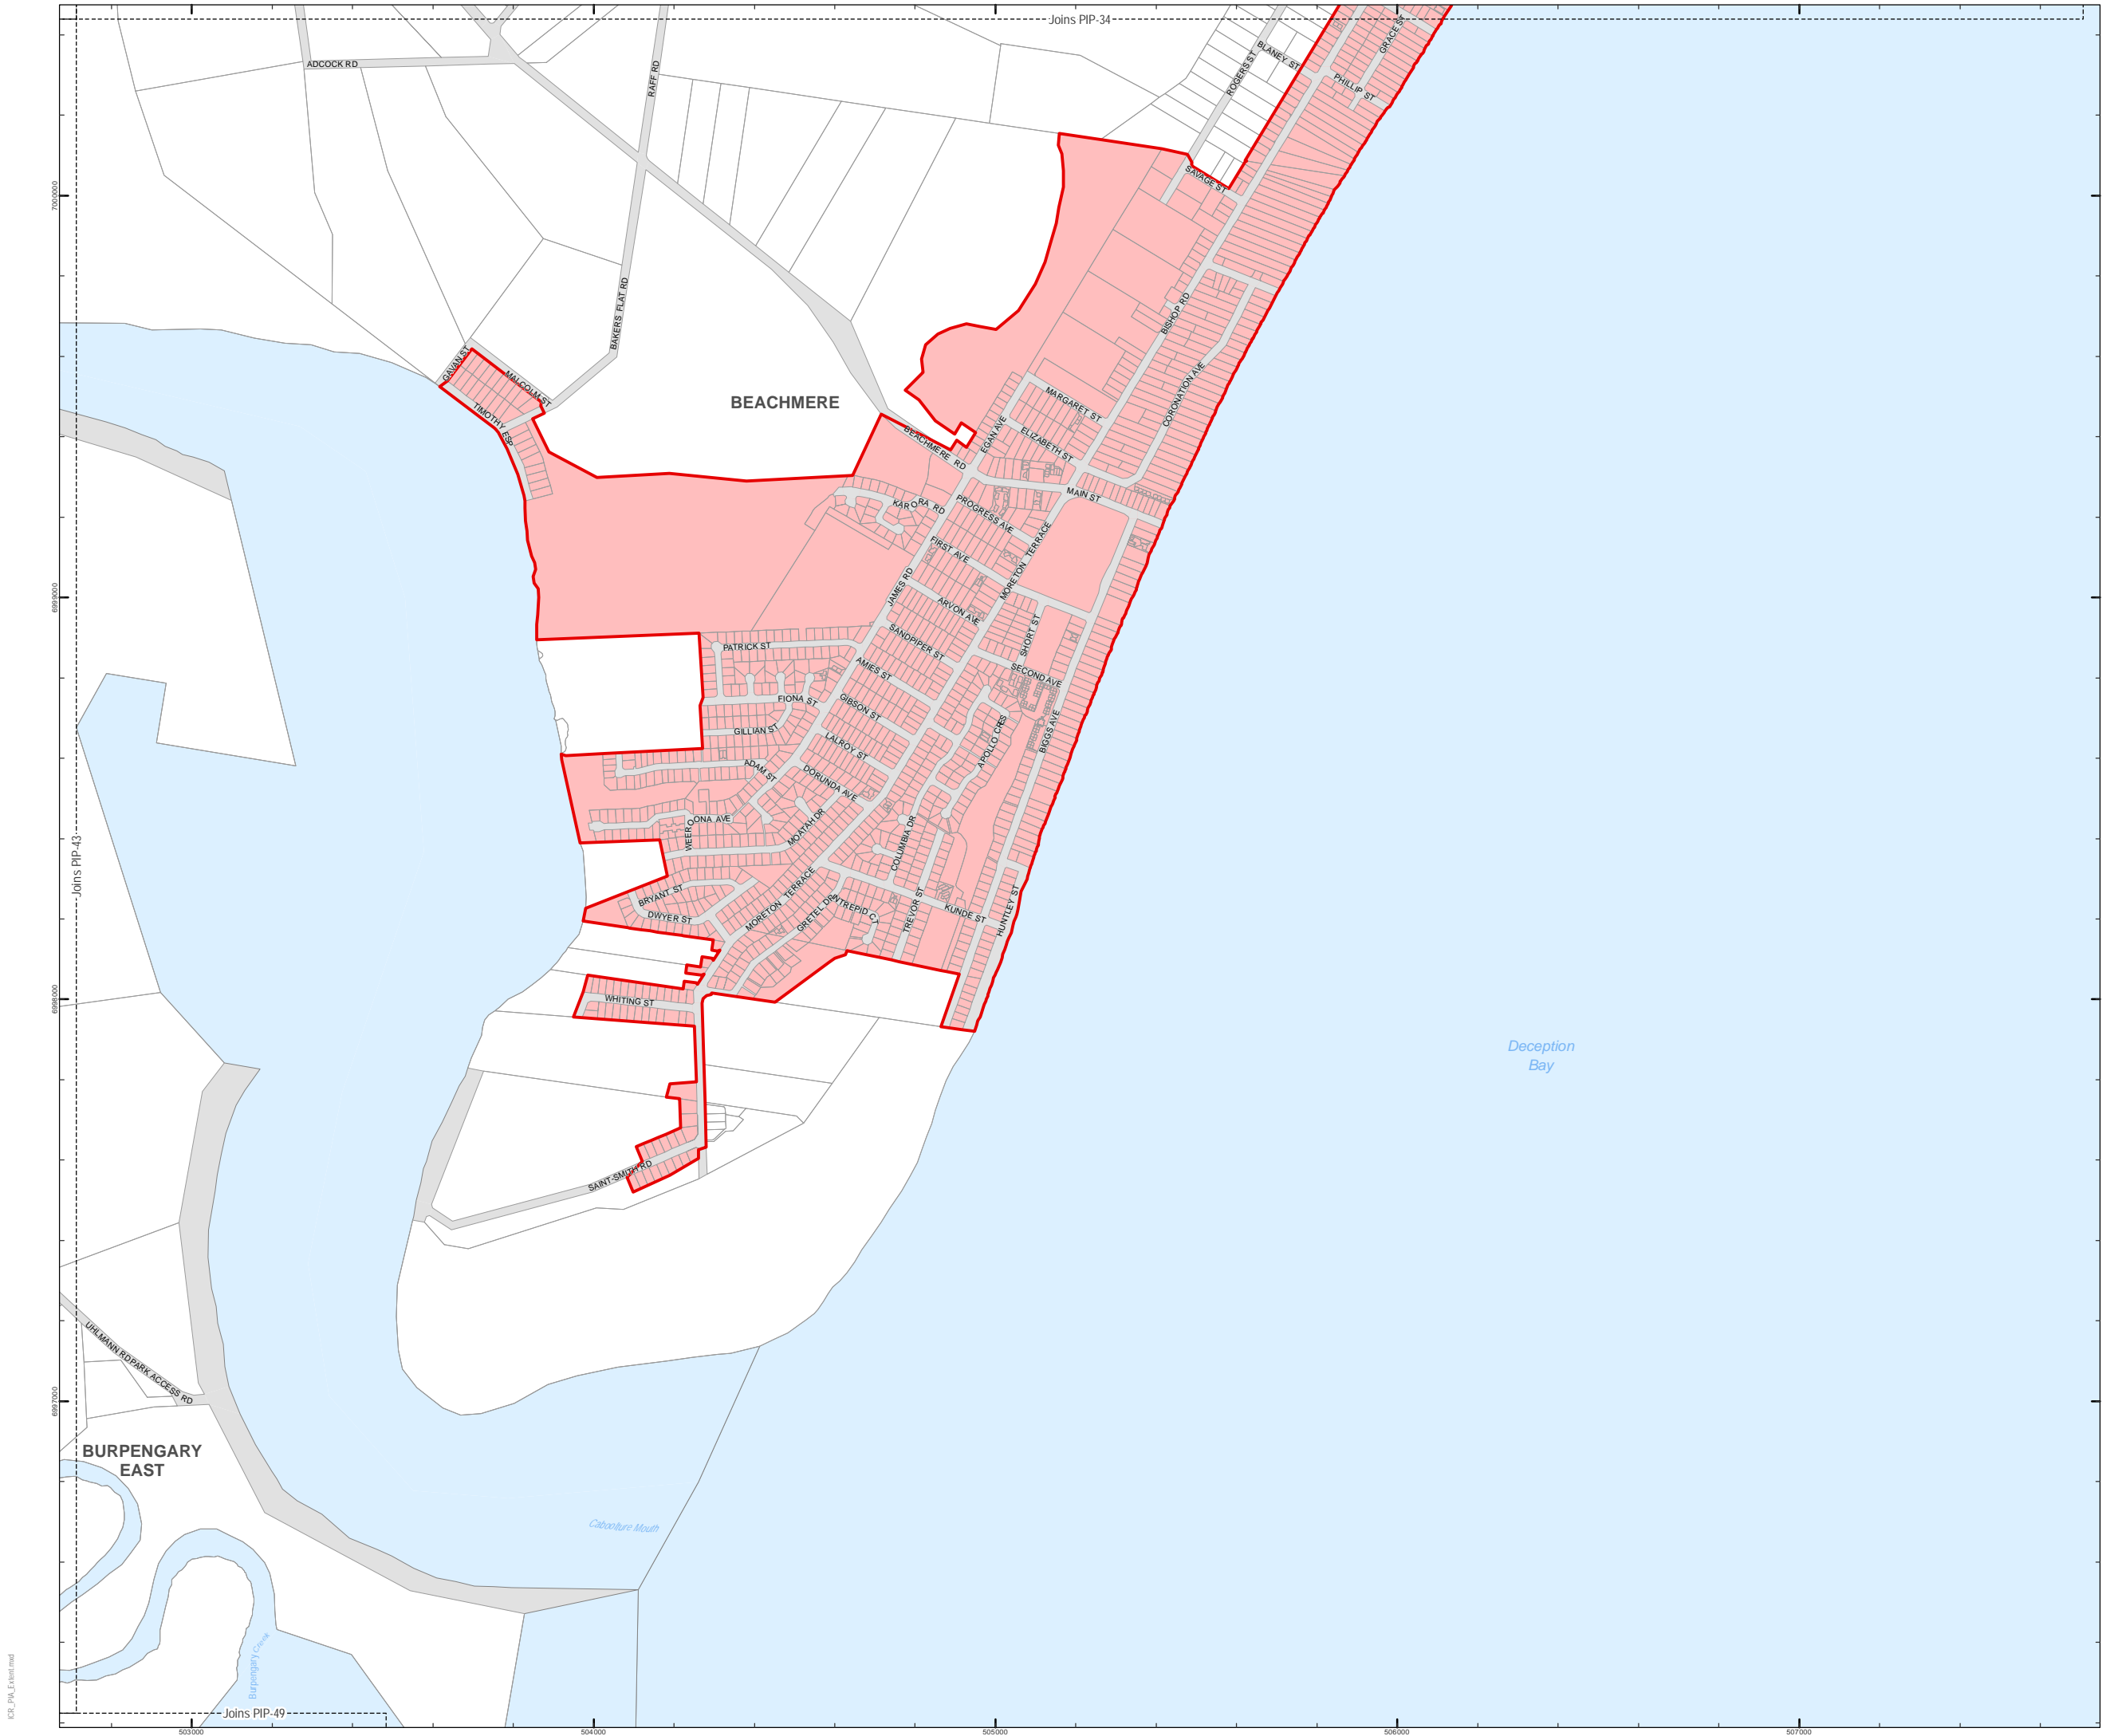 Joins PIP-34
GRACE ST
BLANEY ST
ROGERS ST
PHILLIP ST
ADCOCK RD
RAFF RD
7000000
SAVAGE ST
BAKERS FLAT RD
BISHOP RD
GAVAN ST
MALCOLM ST
TIMOTHY ESP
BEACHMERE
CORONATION AVE
MARGARET ST
EGAN AVE
ELIZABETH ST
BEACHMERE RD
MAIN ST
KARORA RD
PROGRESS AVE
FIRST AVE
MORETON TERRACE
JAMES RD
6999000
ARVON AVE
SANDPIPER ST
SHORT ST
PATRICK ST
AMIES ST
SECOND AVE
FIONA ST
GIBSON ST
GILLIAN ST
LALROY ST
APOLLO CRES
BIGGS AVE
ADAM ST
DORUNDA AVE
WEEROONA AVE
MOATAH DR
COLUMBIA DR
Joins PIP-43
BRYANT ST
DWYER ST
MORETON TERRACE
GRETEL DR
INTREPID CT
TREVOR ST
KUNDE ST
HUNTLEY ST
6998000
WHITING ST
Deception
Bay
SAINT-SMITH RD
UHLMANN RD PARK ACCESS RD
6997000
BURPENGARY
EAST
Caboolture Mouth
Burpengary Creek
ICR_PIA_Extent.mxd
Joins PIP-49
503000
504000
505000
506000
507000